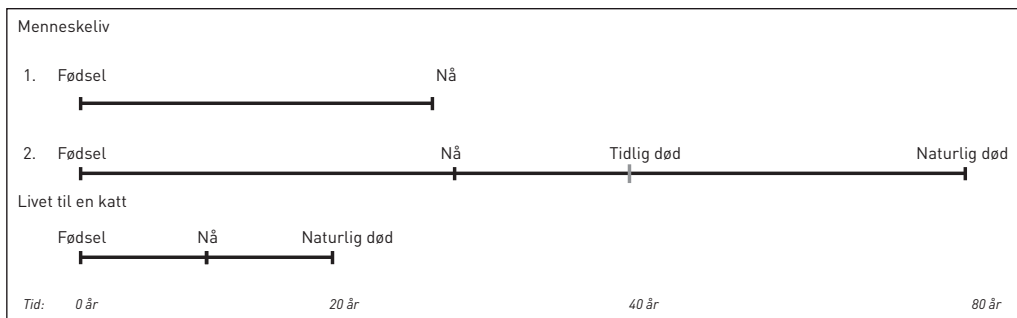 Menneskeliv
1. Fødsel Nå
2. Fødsel Nå Tidlig død Naturlig død
Livet til en katt
Fødsel Nå Naturlig død
Tid: 0 år 20 år 40 år 80 år